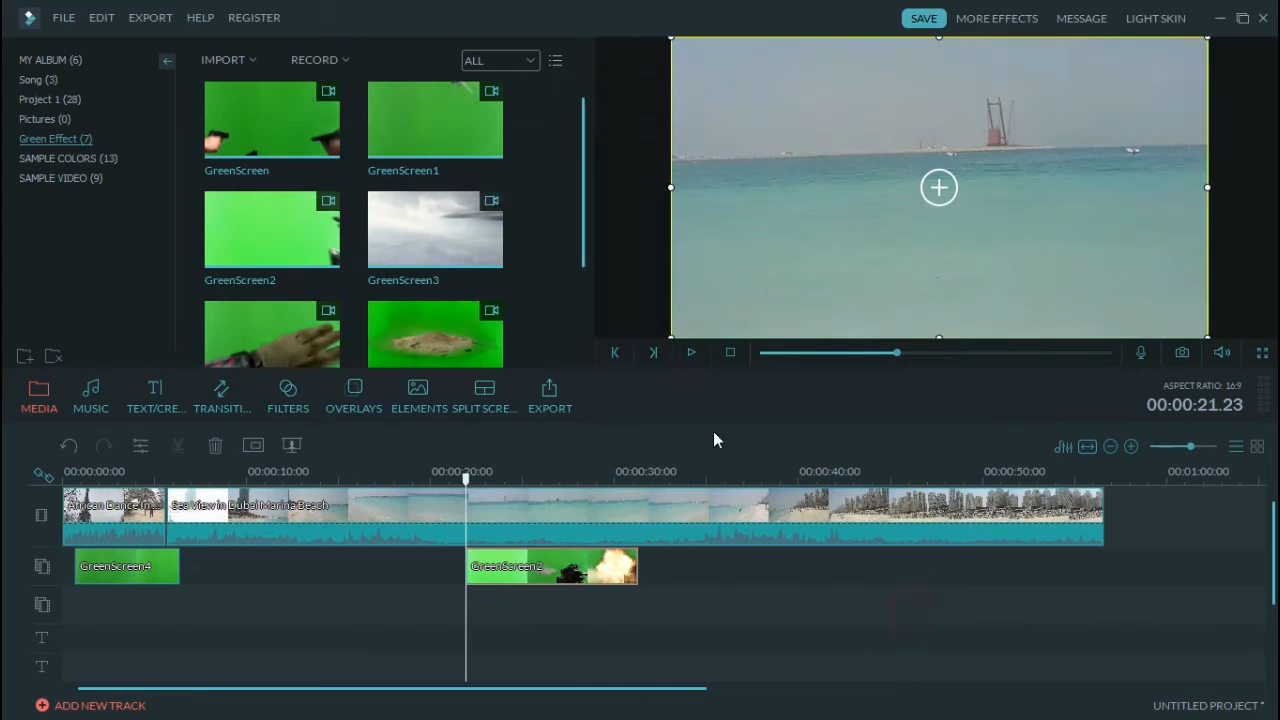 FILE EDIT EXPORT HELP REGISTER
SAVE MORE EFFECTS MESSAGE LIGHT SKIN
MY ALBUM (6)
Song (3)
Project 1 (28)
Pictures (0)
Green Effect (7)
SAMPLE COLORS (13)
SAMPLE VIDEO (9)
IMPORT RECORD ALL
GreenScreen GreenScreen1
GreenScreen2 GreenScreen3
MEDIA MUSIC TEXT/CRE... TRANSITI... FILTERS OVERLAYS ELEMENTS SPLIT SCRE... EXPORT
ASPECT RATIO: 16:9
00:00:21.23
00:00:00:00 00:00:10:00 00:00:20:00 00:00:30:00 00:00:40:00 00:00:50:00 00:01:00:00
African Dance In... Sea View in Dubai Marina Beach
GreenScreen4 GreenScreen2
T
T
ADD NEW TRACK
UNTITLED PROJECT *